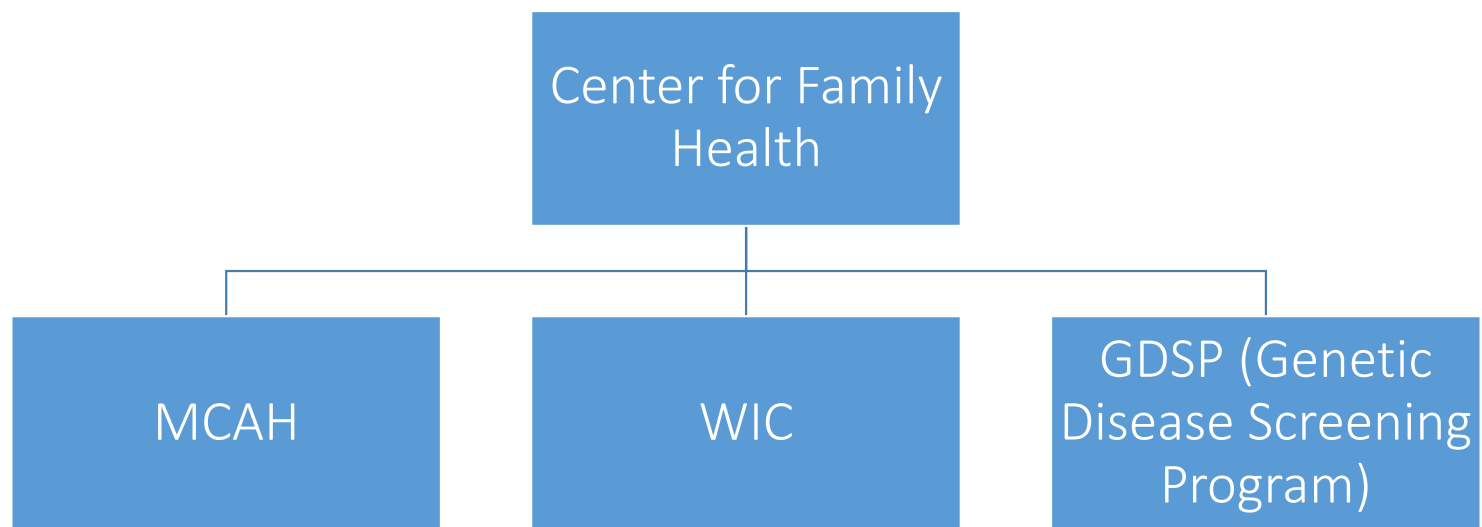 Center for Family
Health
MCAH
WIC
GDSP (Genetic
Disease Screening
Program)